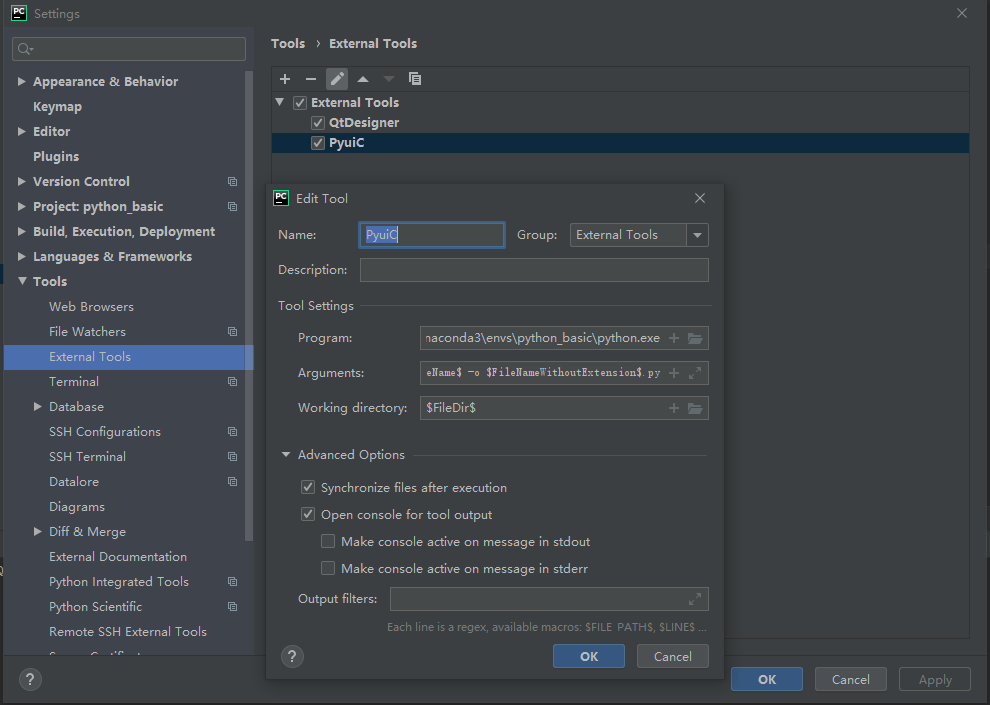 PC Settings
Tools › External Tools
Appearance & Behavior
Keymap
Editor
Plugins
Version Control
Project: python_basic
Build, Execution, Deployment
Languages & Frameworks
Tools
Web Browsers
File Watchers
External Tools
Terminal
Database
SSH Configurations
SSH Terminal
Datalore
Diagrams
Diff & Merge
External Documentation
Python Integrated Tools
Python Scientific
Remote SSH External Tools
External Tools
QtDesigner
PyuiC
PC Edit Tool
Name: PyuiC Group: External Tools
Description:
Tool Settings
Program: naconda3\envs\python_basic\python.exe
Arguments: eName$ -o $FileNameWithoutExtension$.py
Working directory: $FileDir$
Advanced Options
Synchronize files after execution
Open console for tool output
Make console active on message in stdout
Make console active on message in stderr
Output filters:
Each line is a regex, available macros: $FILE_PATH$, $LINE$ ...
? OK Cancel
? OK Cancel Apply